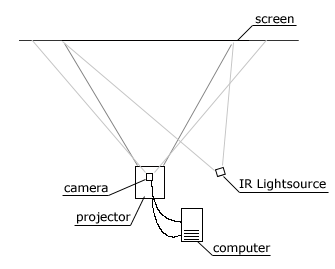 screen
camera
IR Lightsource
projector
computer